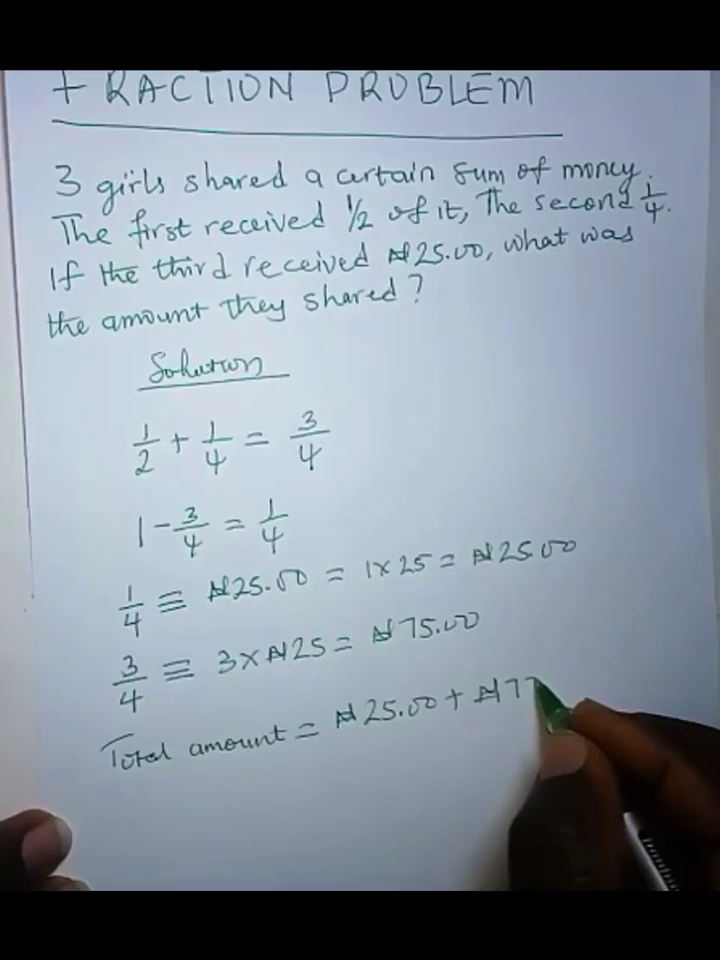 FRACTION PROBLEM
3 girls shared a certain sum of money.
The first received 1/2 of it, The second 1/4.
If the third received ₦25.00, what was
the amount they shared?
Solution
1/2 + 1/4 = 3/4
1 - 3/4 = 1/4
1/4 ≡ ₦25.00 = 1 x 25 = ₦25.00
3/4 ≡ 3 x ₦25 = ₦75.00
Total amount = ₦25.00 + ₦7